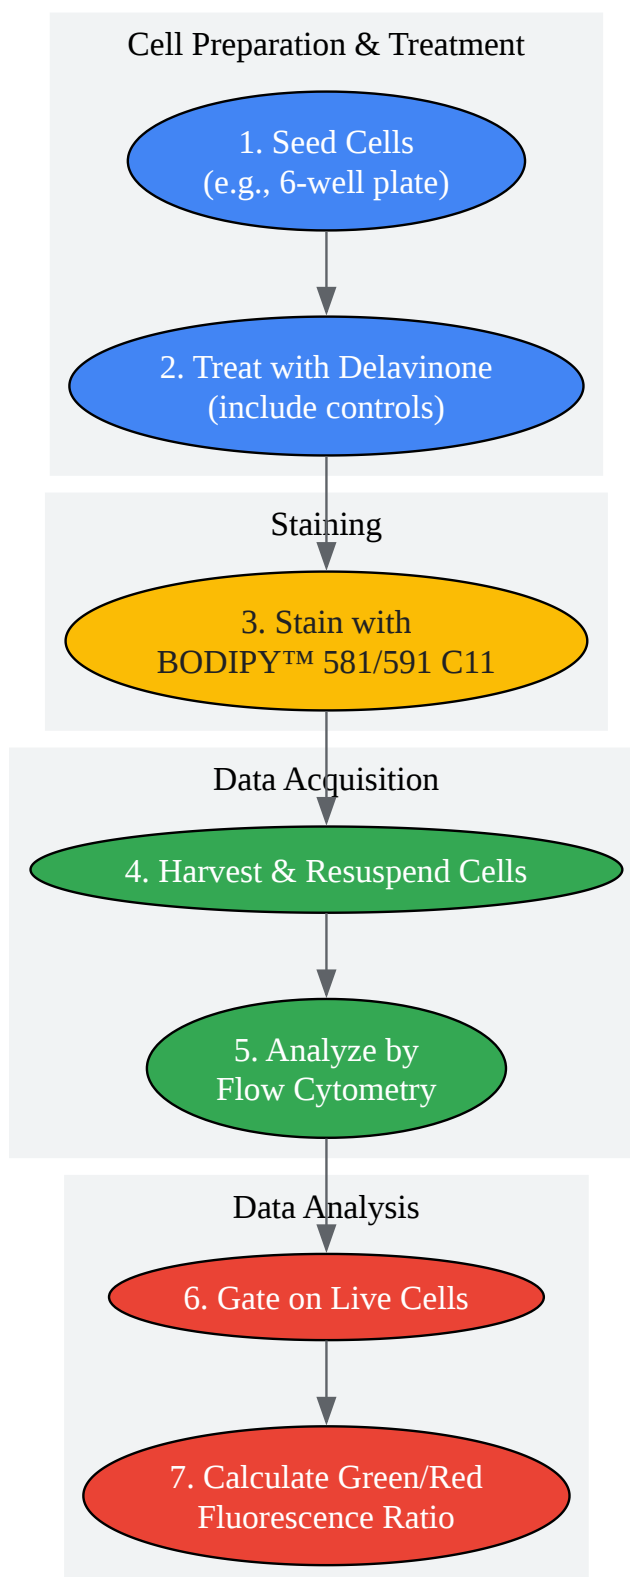 Cell Preparation & Treatment
1. Seed Cells
(e.g., 6-well plate)
2. Treat with Delavinone
(include controls)
Staining
3. Stain with
BODIPY™ 581/591 C11
Data Acquisition
4. Harvest & Resuspend Cells
5. Analyze by
Flow Cytometry
Data Analysis
6. Gate on Live Cells
7. Calculate Green/Red
Fluorescence Ratio